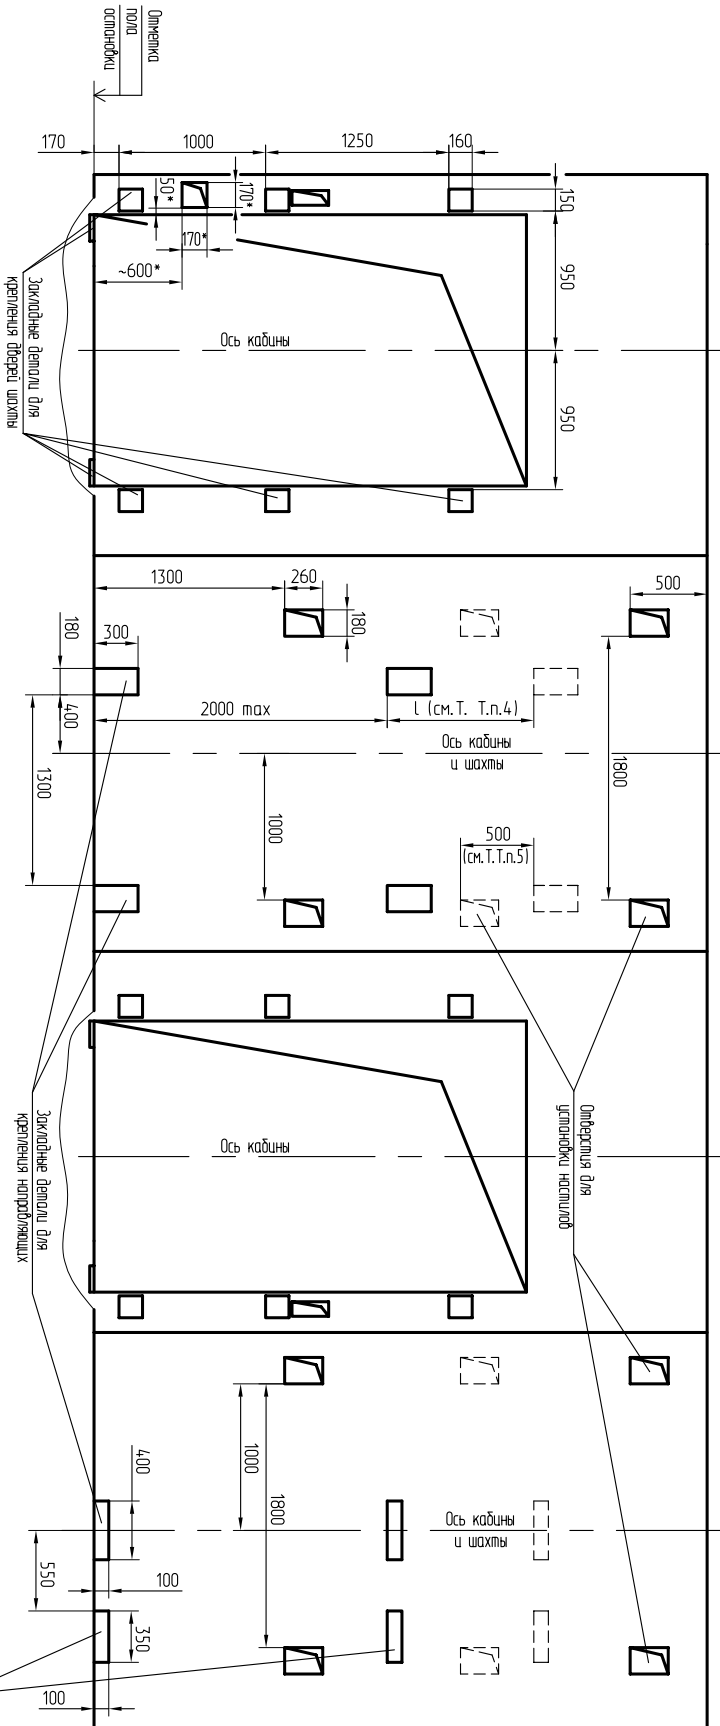 Отметка
пола
остановки
170
1000
1250
160
150
50*
170*
170*
~600*
950
950
Ось кабины
Закладные детали для
крепления дверей шахты
1300
260
500
180
180
300
400
2000 max
l (см.Т. Т.п.4)
Ось кабины
и шахты
1800
1300
1000
500
(см.Т.Т.п.5)
Отверстия для
установки настилов
Ось кабины
Закладные детали для
крепления направляющих
1000
1800
400
Ось кабины
и шахты
550
100
350
100